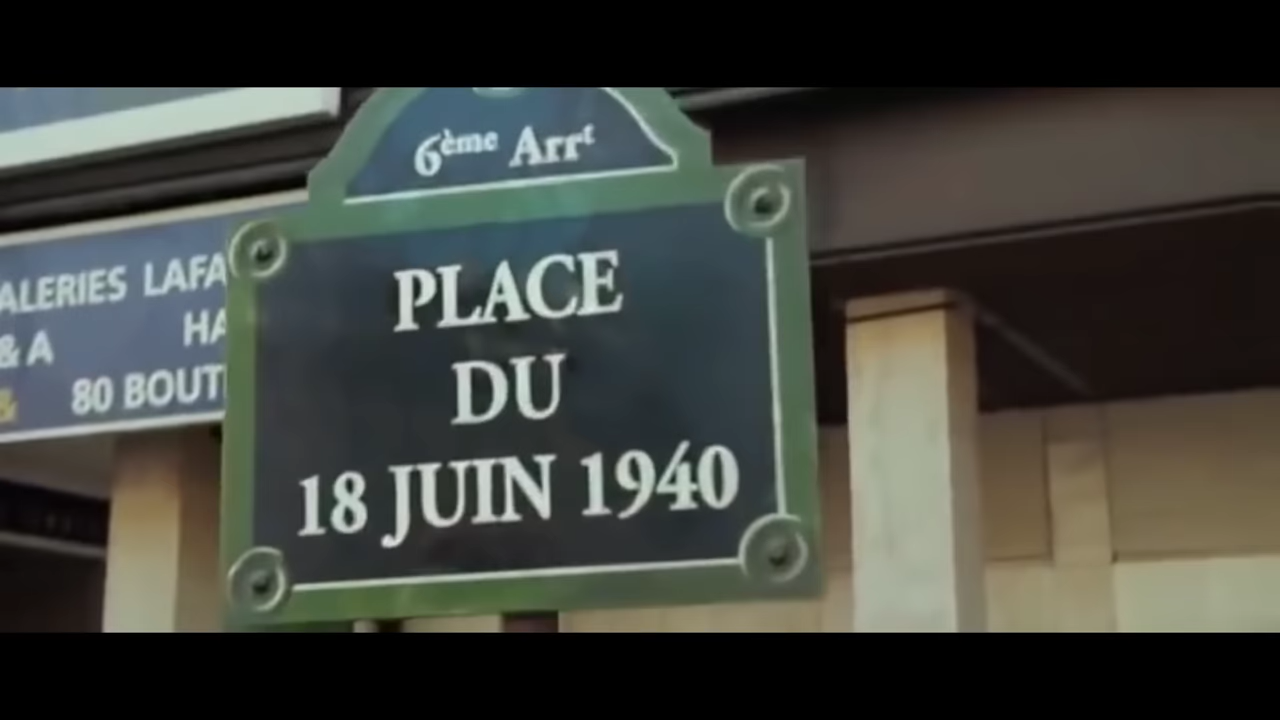 6ème Arrt
PLACE
DU
18 JUIN 1940
ALERIES LAFA
& A HA
& 80 BOUT